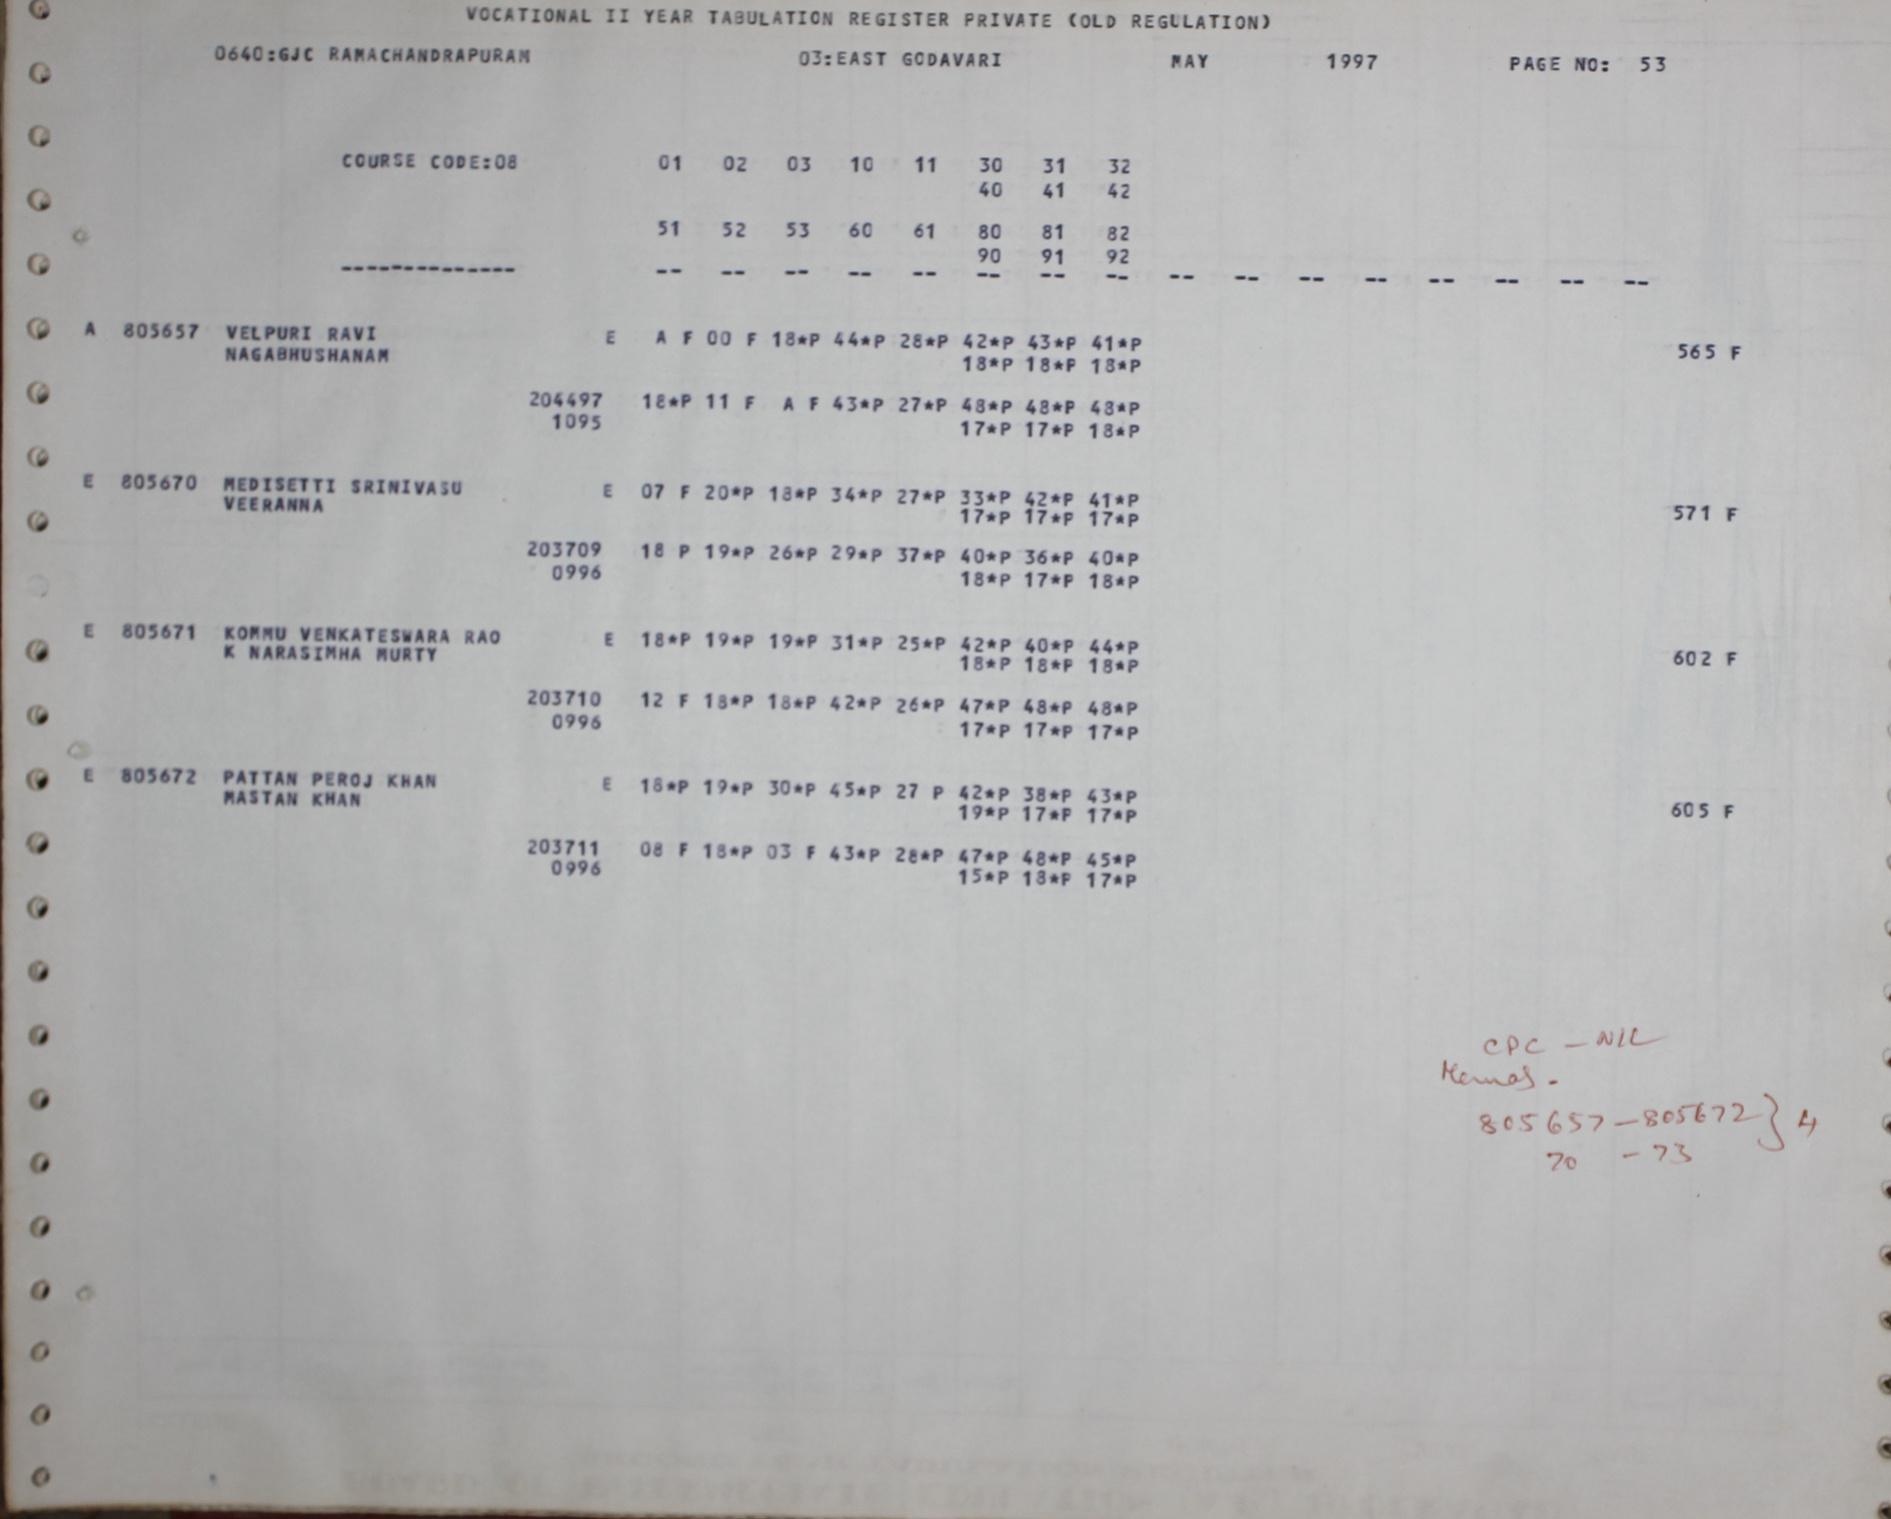 VOCATIONAL II YEAR TABULATION REGISTER PRIVATE (OLD REGULATION)
0640:GJC RAMACHANDRAPURAM 03:EAST GODAVARI MAY 1997 PAGE NO: 53
COURSE CODE:08 01 02 03 10 11 30 31 32
40 41 42
51 52 53 60 61 80 81 82
90 91 92
-------------- -- -- -- -- -- -- -- -- -- -- -- -- -- -- -- --
A 805657 VELPURI RAVI E A F 00 F 18*P 44*P 28*P 42*P 43*P 41*P
NAGABHUSHANAM 18*P 18*P 18*P 565 F
204497 18*P 11 F A F 43*P 27*P 48*P 48*P 48*P
1095 17*P 17*P 18*P
E 805670 MEDISETTI SRINIVASU E 07 F 20*P 18*P 34*P 27*P 33*P 42*P 41*P
VEERANNA 17*P 17*P 17*P 571 F
203709 18 P 19*P 26*P 29*P 37*P 40*P 36*P 40*P
0996 18*P 17*P 18*P
E 805671 KOMMU VENKATESWARA RAO E 18*P 19*P 19*P 31*P 25*P 42*P 40*P 44*P
K NARASIMHA MURTY 18*P 18*P 18*P 602 F
203710 12 F 18*P 18*P 42*P 26*P 47*P 48*P 48*P
0996 17*P 17*P 17*P
E 805672 PATTAN PEROJ KHAN E 18*P 19*P 30*P 45*P 27 P 42*P 38*P 43*P
MASTAN KHAN 19*P 17*P 17*P 605 F
203711 08 F 18*P 03 F 43*P 28*P 47*P 48*P 45*P
0996 15*P 18*P 17*P
CPC - NIL
805657 - 805672 } 4
70 - 73